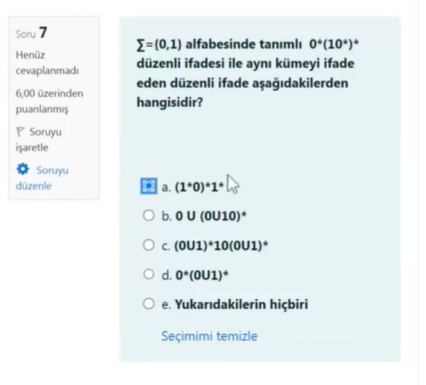 Soru 7
Henüz
cevaplanmadı
6,00 üzerinden
puanlanmış
Soruyu
işaretle
Soruyu
düzenle
∑={0,1} alfabesinde tanımlı 0*(10*)*
düzenli ifadesi ile aynı kümeyi ifade
eden düzenli ifade aşağıdakilerden
hangisidir?
a. (1*0)*1*
b. 0 U (0U10)*
c. (0U1)*10(0U1)*
d. 0*(0U1)*
e. Yukarıdakilerin hiçbiri
Seçimimi temizle